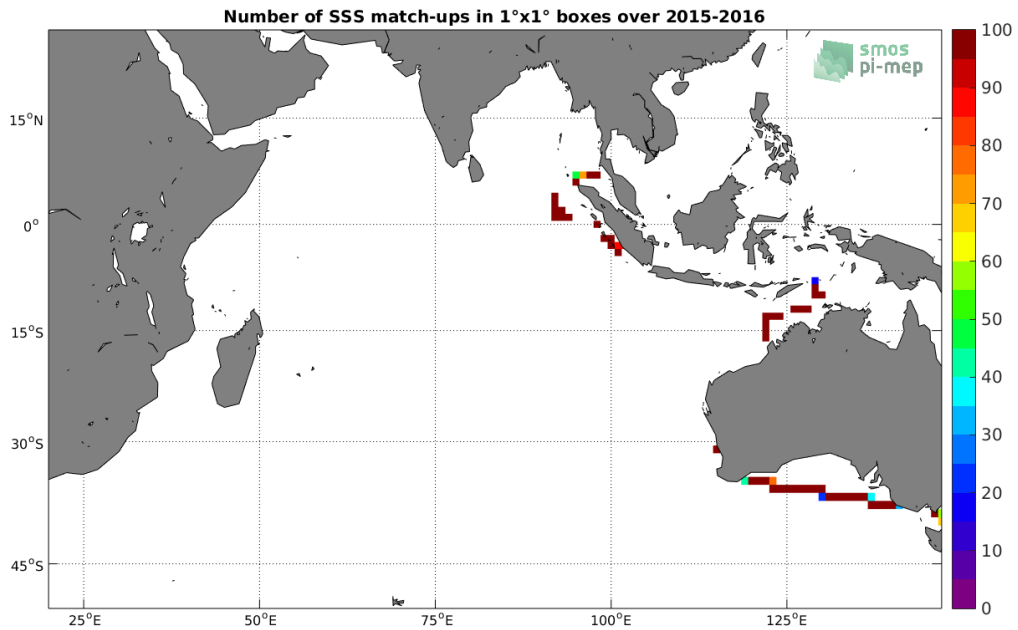 Number of SSS match-ups in 1°x1° boxes over 2015-2016
smos
pi-mep
15°N
0°
15°S
30°S
45°S
25°E
50°E
75°E
100°E
125°E
100
90
80
70
60
50
40
30
20
10
0